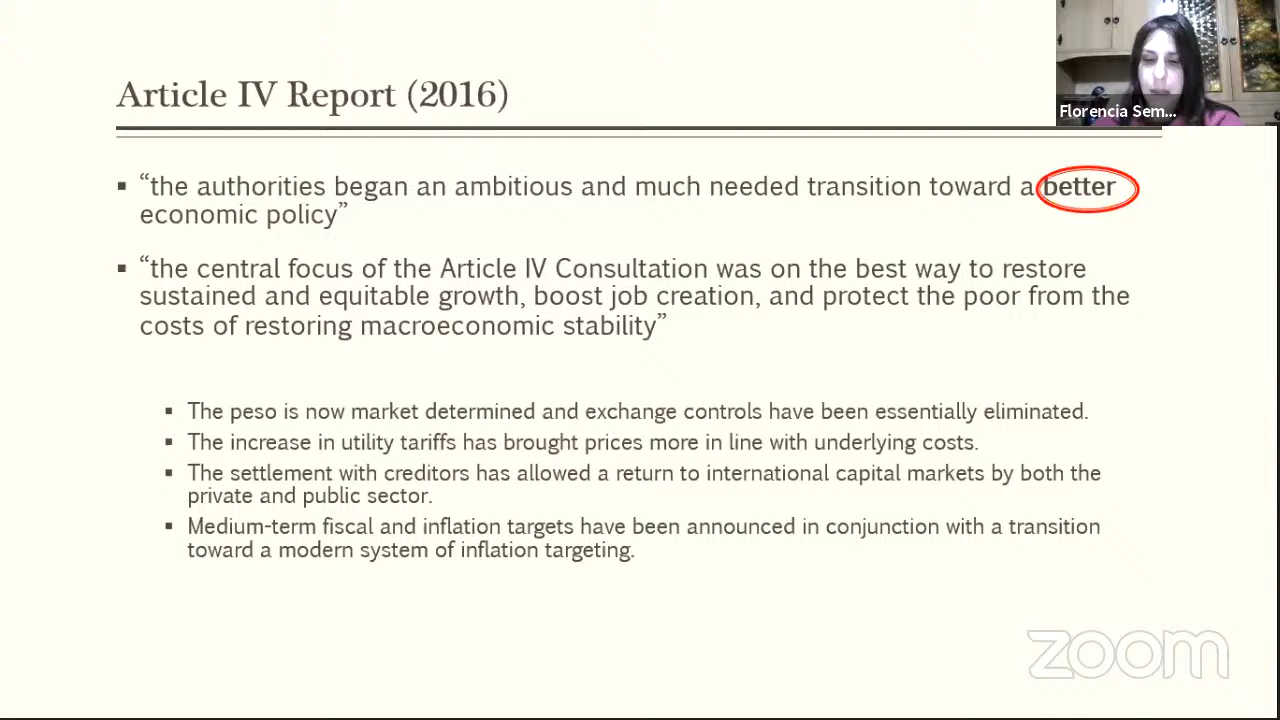 Article IV Report (2016)
Florencia Sem...
▪ “the authorities began an ambitious and much needed transition toward a better
economic policy”
▪ “the central focus of the Article IV Consultation was on the best way to restore
sustained and equitable growth, boost job creation, and protect the poor from the
costs of restoring macroeconomic stability”
▪ The peso is now market determined and exchange controls have been essentially eliminated.
▪ The increase in utility tariffs has brought prices more in line with underlying costs.
▪ The settlement with creditors has allowed a return to international capital markets by both the
private and public sector.
▪ Medium-term fiscal and inflation targets have been announced in conjunction with a transition
toward a modern system of inflation targeting.
zoom